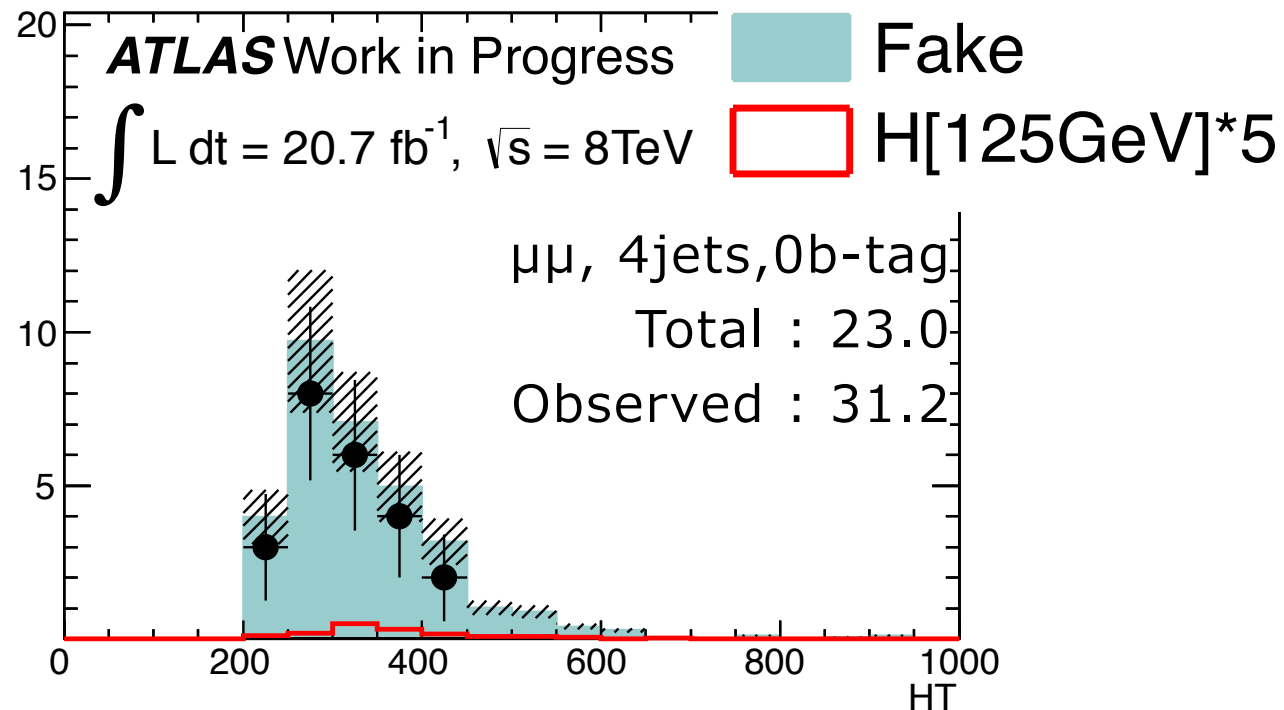 20
15
10
5
ATLAS Work in Progress
∫ L dt = 20.7 fb⁻¹, √s = 8TeV
Fake
H[125GeV]*5
μμ, 4jets,0b-tag
Total : 23.0
Observed : 31.2
0 200 400 600 800 1000
HT